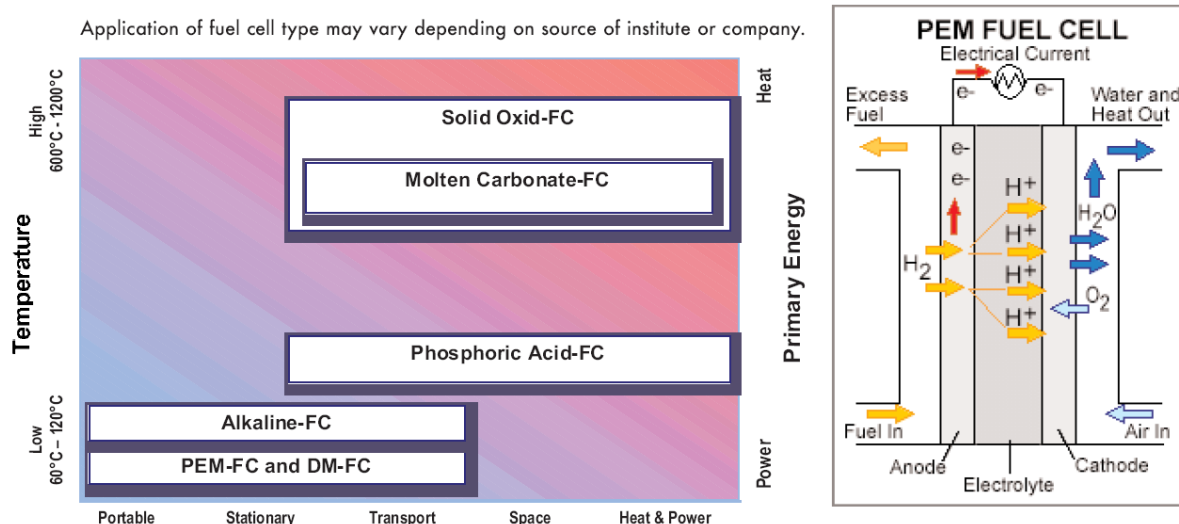 Application of fuel cell type may vary depending on source of institute or company.
Temperature
High
600°C - 1200°C
Low
60°C – 120°C
Solid Oxid-FC
Molten Carbonate-FC
Phosphoric Acid-FC
Alkaline-FC
PEM-FC and DM-FC
Heat
Primary Energy
Power
Portable Stationary Transport Space Heat & Power
PEM FUEL CELL
Electrical Current
e- e-
Excess
Fuel
Water and
Heat Out
e-
e-
H+
H+
H+
H+
H2
H2O
O2
Fuel In
Air In
Anode
Cathode
Electrolyte